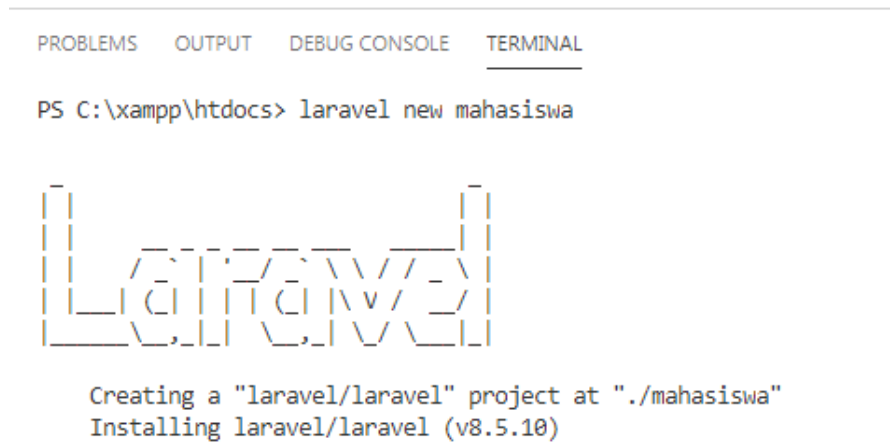 PROBLEMS OUTPUT DEBUG CONSOLE TERMINAL
PS C:\xampp\htdocs> laravel new mahasiswa
Laravel
Creating a "laravel/laravel" project at "./mahasiswa"
Installing laravel/laravel (v8.5.10)